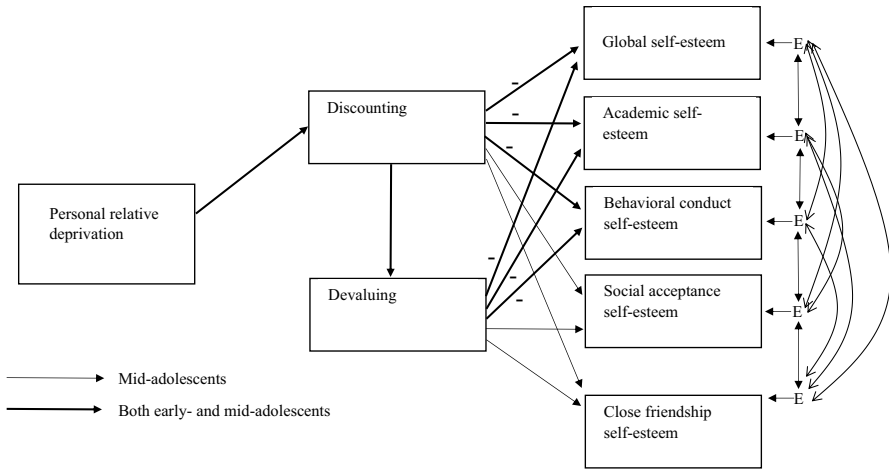 Global self-esteem
E
-
Discounting
-
Academic self-
esteem
E
-
Personal relative
deprivation
Behavioral conduct
self-esteem
E
-
-
-
Devaluing
Social acceptance
self-esteem
E
Mid-adolescents
Both early- and mid-adolescents
Close friendship
self-esteem
E